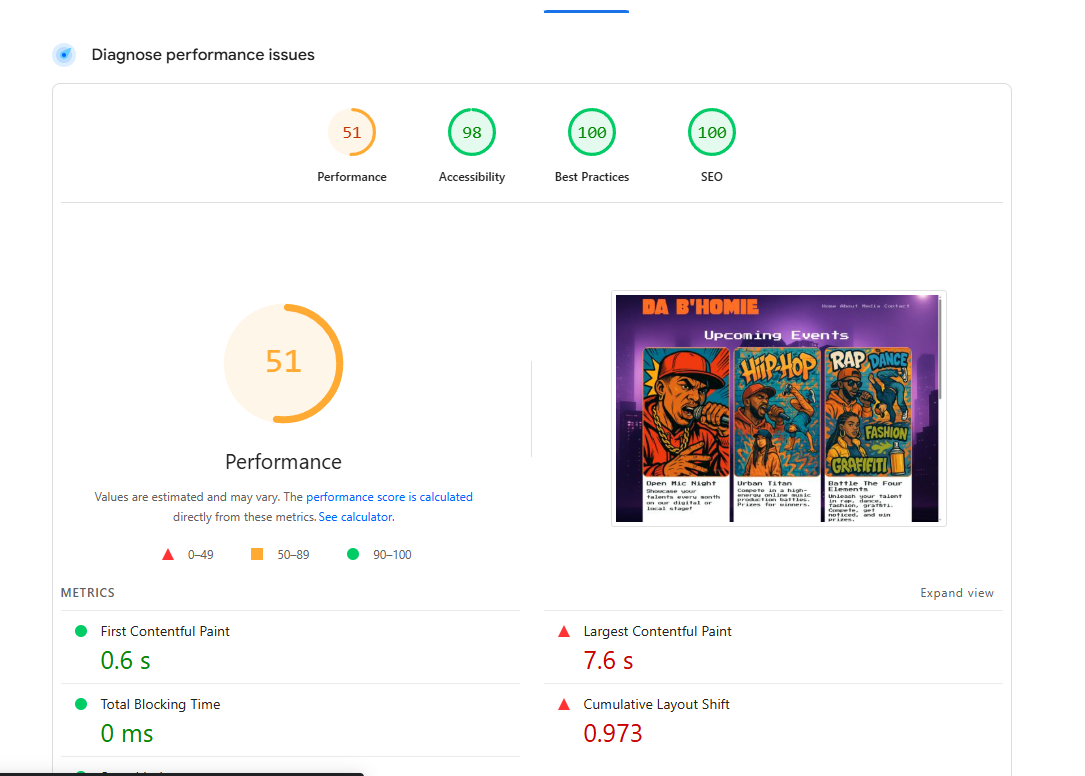 Diagnose performance issues
51
98
100
100
Performance
Accessibility
Best Practices
SEO
51
Performance
Values are estimated and may vary. The performance score is calculated
directly from these metrics. See calculator.
0–49
50–89
90–100
DA B'HOMIE
Home About Media Contact
Upcoming Events
HiiP-HOP
RAP DANCE
FASHION
GRAFIFITI
Open Mic Night
Showcase your
talents every month
on our digital or
local stage!
Urban Titan
Compete in a high-
energy online music
production battles.
Prizes for winners.
Battle The Four
Elements
Unleash your talent
in rap, dance,
fashion, graffiti.
Compete, get
noticed, and win
prizes.
METRICS
Expand view
First Contentful Paint
0.6 s
Largest Contentful Paint
7.6 s
Total Blocking Time
0 ms
Cumulative Layout Shift
0.973